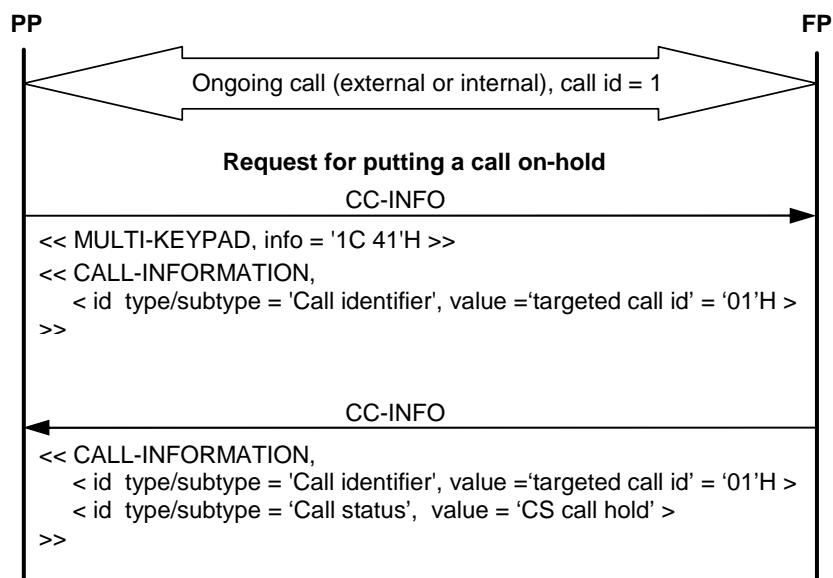 PP FP
Ongoing call (external or internal), call id = 1
Request for putting a call on-hold
CC-INFO
<< MULTI-KEYPAD, info = '1C 41'H >>
<< CALL-INFORMATION,
< id type/subtype = 'Call identifier', value =‘targeted call id’ = ‘01’H >
>>
CC-INFO
<< CALL-INFORMATION,
< id type/subtype = 'Call identifier', value =‘targeted call id’ = ‘01’H >
< id type/subtype = ‘Call status’, value = ‘CS call hold’ >
>>